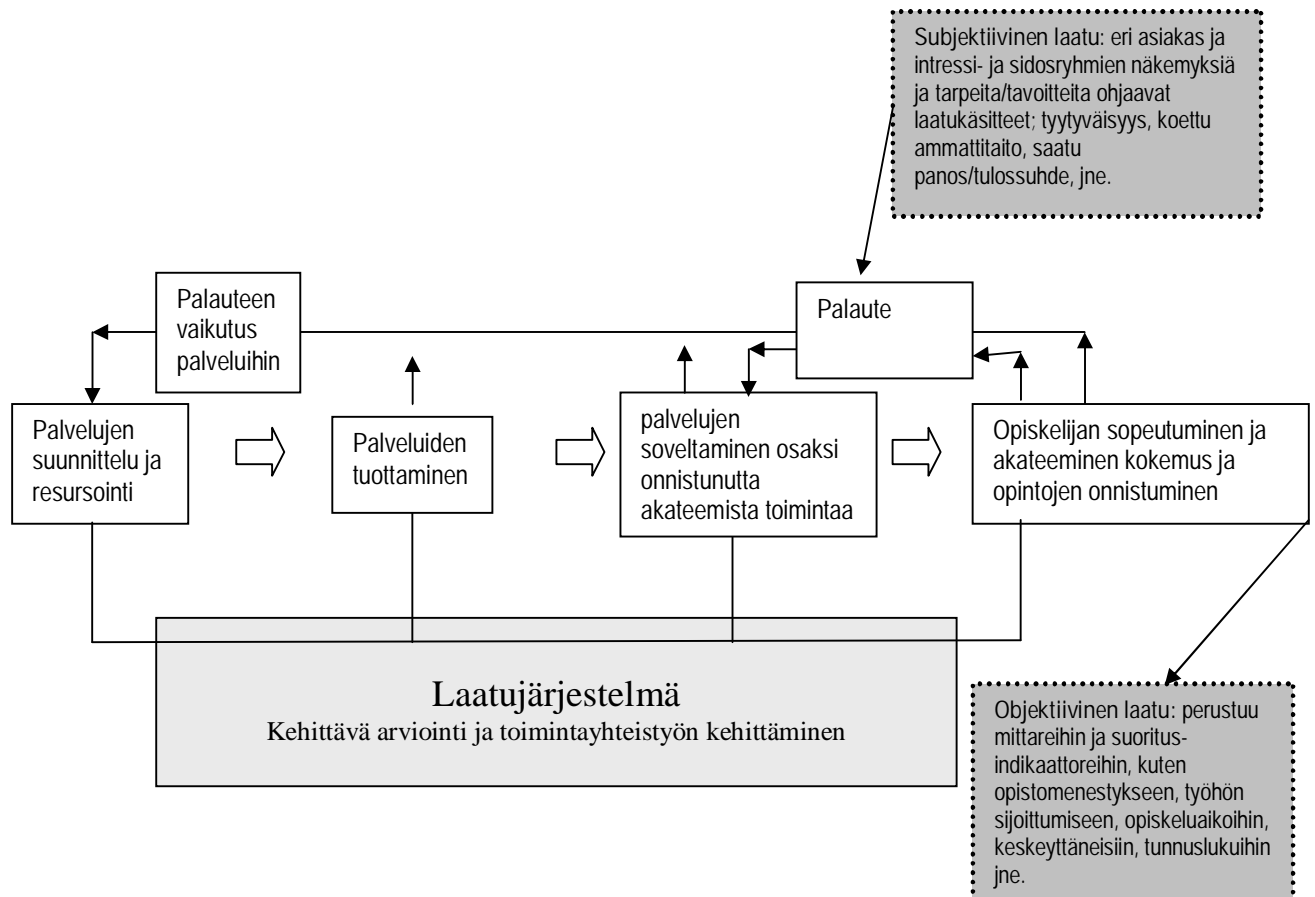 Subjektiivinen laatu: eri asiakas ja
intressi- ja sidosryhmien näkemyksiä
ja tarpeita/tavoitteita ohjaavat
laatukäsitteet; tyytyväisyys, koettu
ammattitaito, saatu
panos/tulossuhde, jne.
Palauteen
vaikutus
palveluihin
Palaute
Palvelujen
suunnittelu ja
resursointi
Palveluiden
tuottaminen
palvelujen
soveltaminen osaksi
onnistunutta
akateemista toimintaa
Opiskelijan sopeutuminen ja
akateeminen kokemus ja
opintojen onnistuminen
Laatujärjestelmä
Kehittävä arviointi ja toimintayhteistyön kehittäminen
Objektiivinen laatu: perustuu
mittareihin ja suoritus-
indikaattoreihin, kuten
opistomenestykseen, työhön
sijoittumiseen, opiskeluaikoihin,
keskeyttäneisiin, tunnuslukuihin
jne.